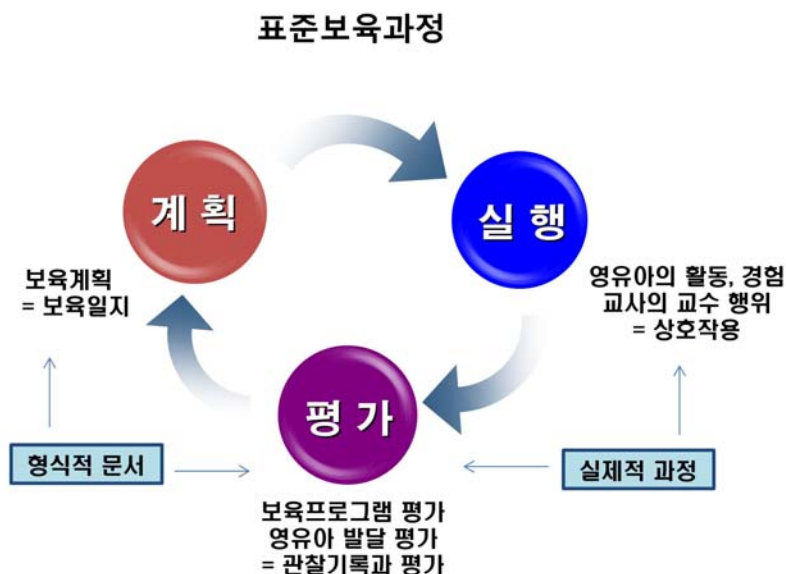 표준보육과정
계 획
실 행
보육계획
= 보육일지
영유아의 활동, 경험
교사의 교수 행위
= 상호작용
평 가
형식적 문서
실제적 과정
보육프로그램 평가
영유아 발달 평가
= 관찰기록과 평가